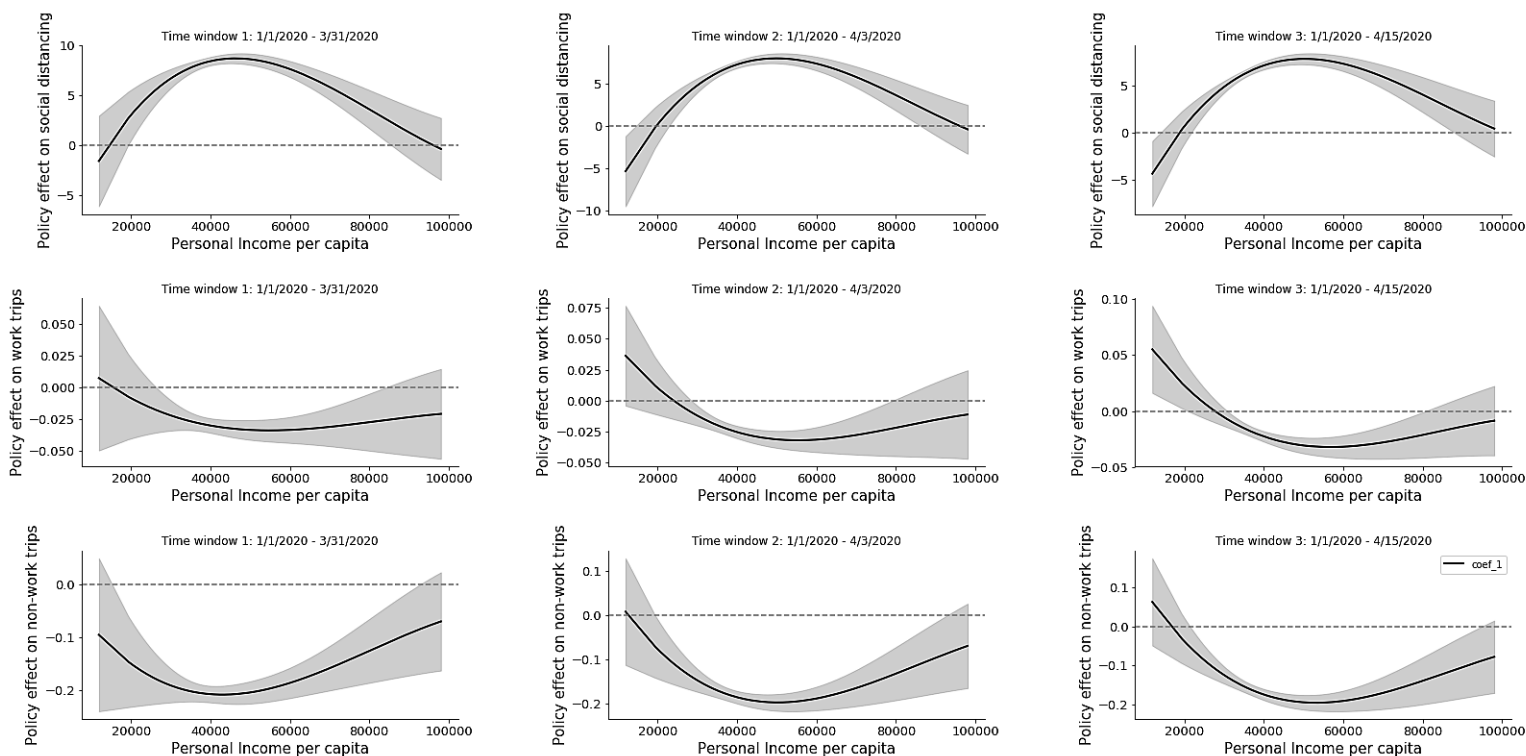 Time window 1: 1/1/2020 - 3/31/2020
Policy effect on social distancing
10
5
0
−5
20000 40000 60000 80000 100000
Personal Income per capita
Time window 2: 1/1/2020 - 4/3/2020
Policy effect on social distancing
5
0
−5
−10
20000 40000 60000 80000 100000
Personal Income per capita
Time window 3: 1/1/2020 - 4/15/2020
Policy effect on social distancing
5
0
−5
20000 40000 60000 80000 100000
Personal Income per capita
Time window 1: 1/1/2020 - 3/31/2020
Policy effect on work trips
0.050
0.025
0.000
−0.025
−0.050
20000 40000 60000 80000 100000
Personal Income per capita
Time window 2: 1/1/2020 - 4/3/2020
Policy effect on work trips
0.075
0.050
0.025
0.000
−0.025
−0.050
20000 40000 60000 80000 100000
Personal Income per capita
Time window 3: 1/1/2020 - 4/15/2020
Policy effect on work trips
0.10
0.05
0.00
−0.05
20000 40000 60000 80000 100000
Personal Income per capita
Time window 1: 1/1/2020 - 3/31/2020
Policy effect on non-work trips
0.0
−0.1
−0.2
20000 40000 60000 80000 100000
Personal Income per capita
Time window 2: 1/1/2020 - 4/3/2020
Policy effect on non-work trips
0.1
0.0
−0.1
−0.2
20000 40000 60000 80000 100000
Personal Income per capita
Time window 3: 1/1/2020 - 4/15/2020
Policy effect on non-work trips
coef_1
0.1
0.0
−0.1
−0.2
20000 40000 60000 80000 100000
Personal Income per capita